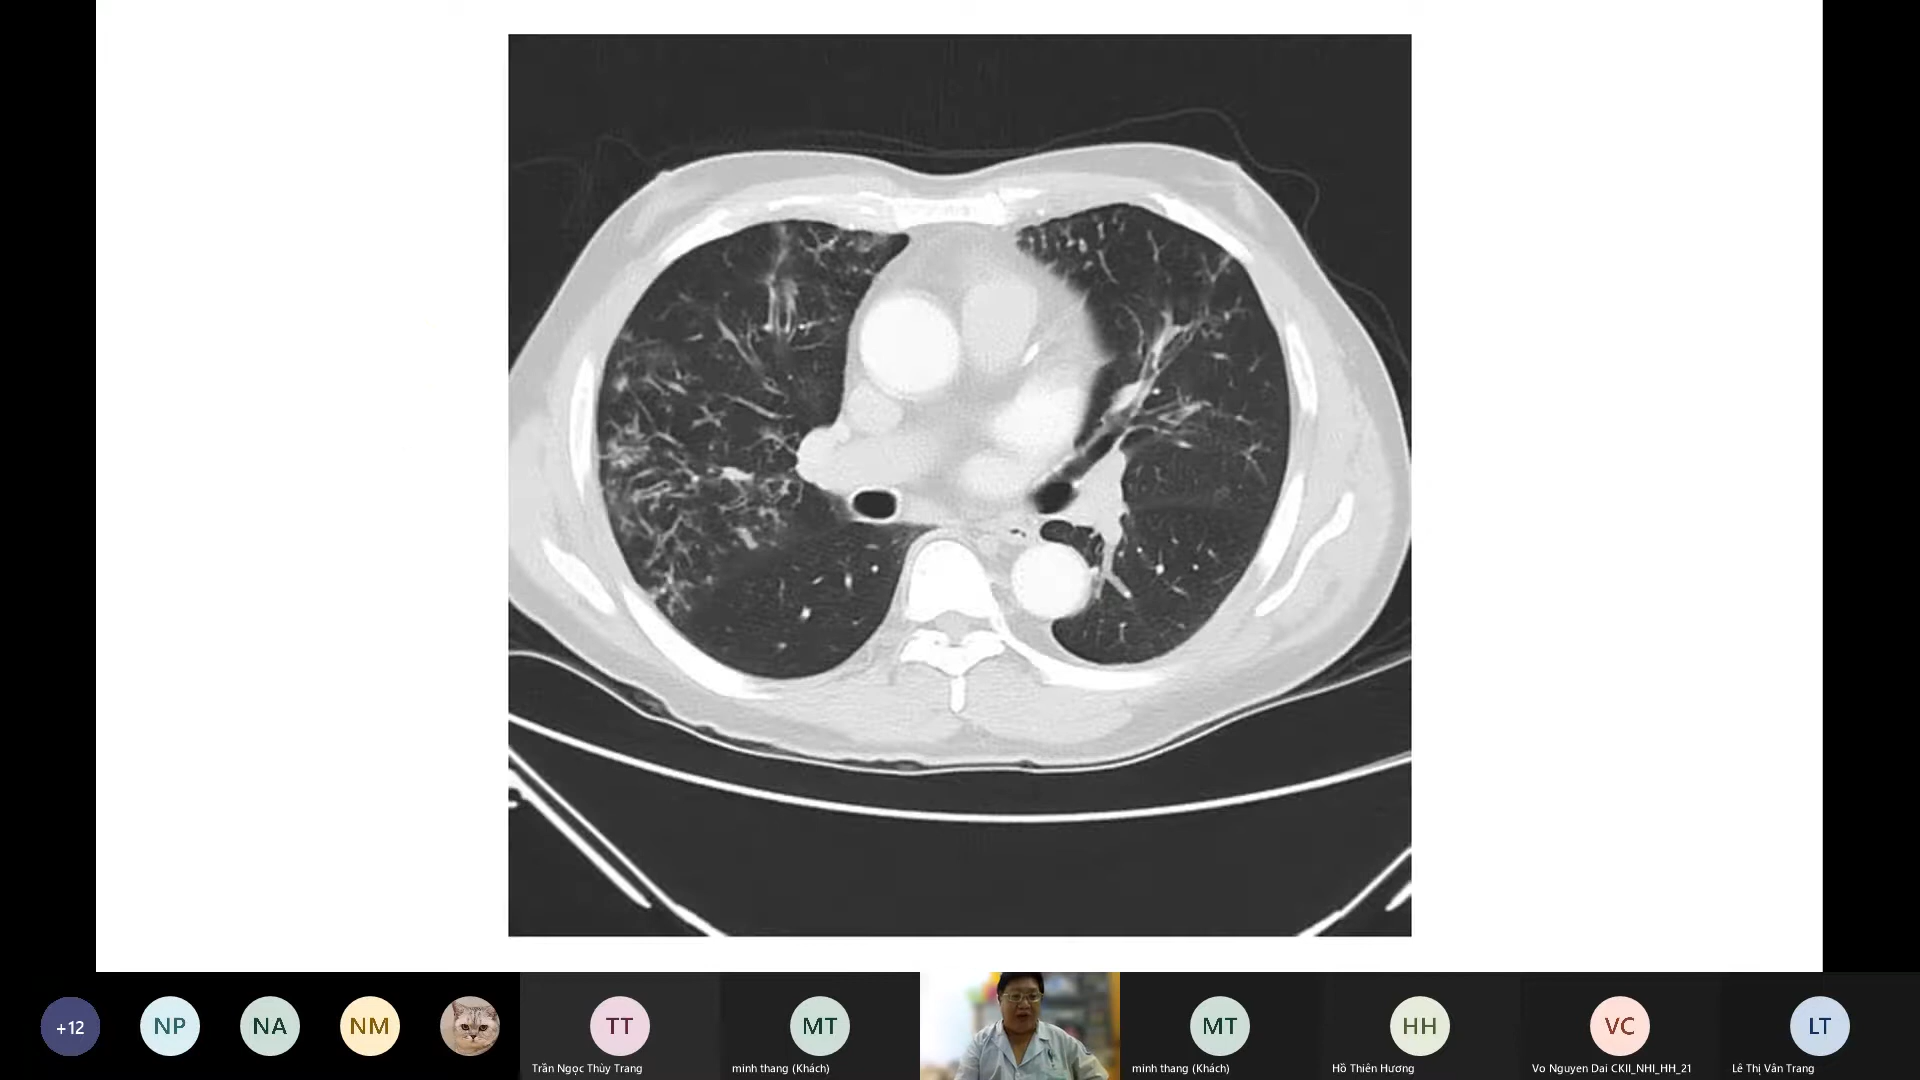 +12
NP
NA
NM
TT
MT
MT
HH
VC
LT
Trần Ngọc Thùy Trang
minh thang (Khách)
minh thang (Khách)
Hồ Thiên Hương
Vo Nguyen Dai CKII_NHI_HH_21
Lê Thị Vân Trang